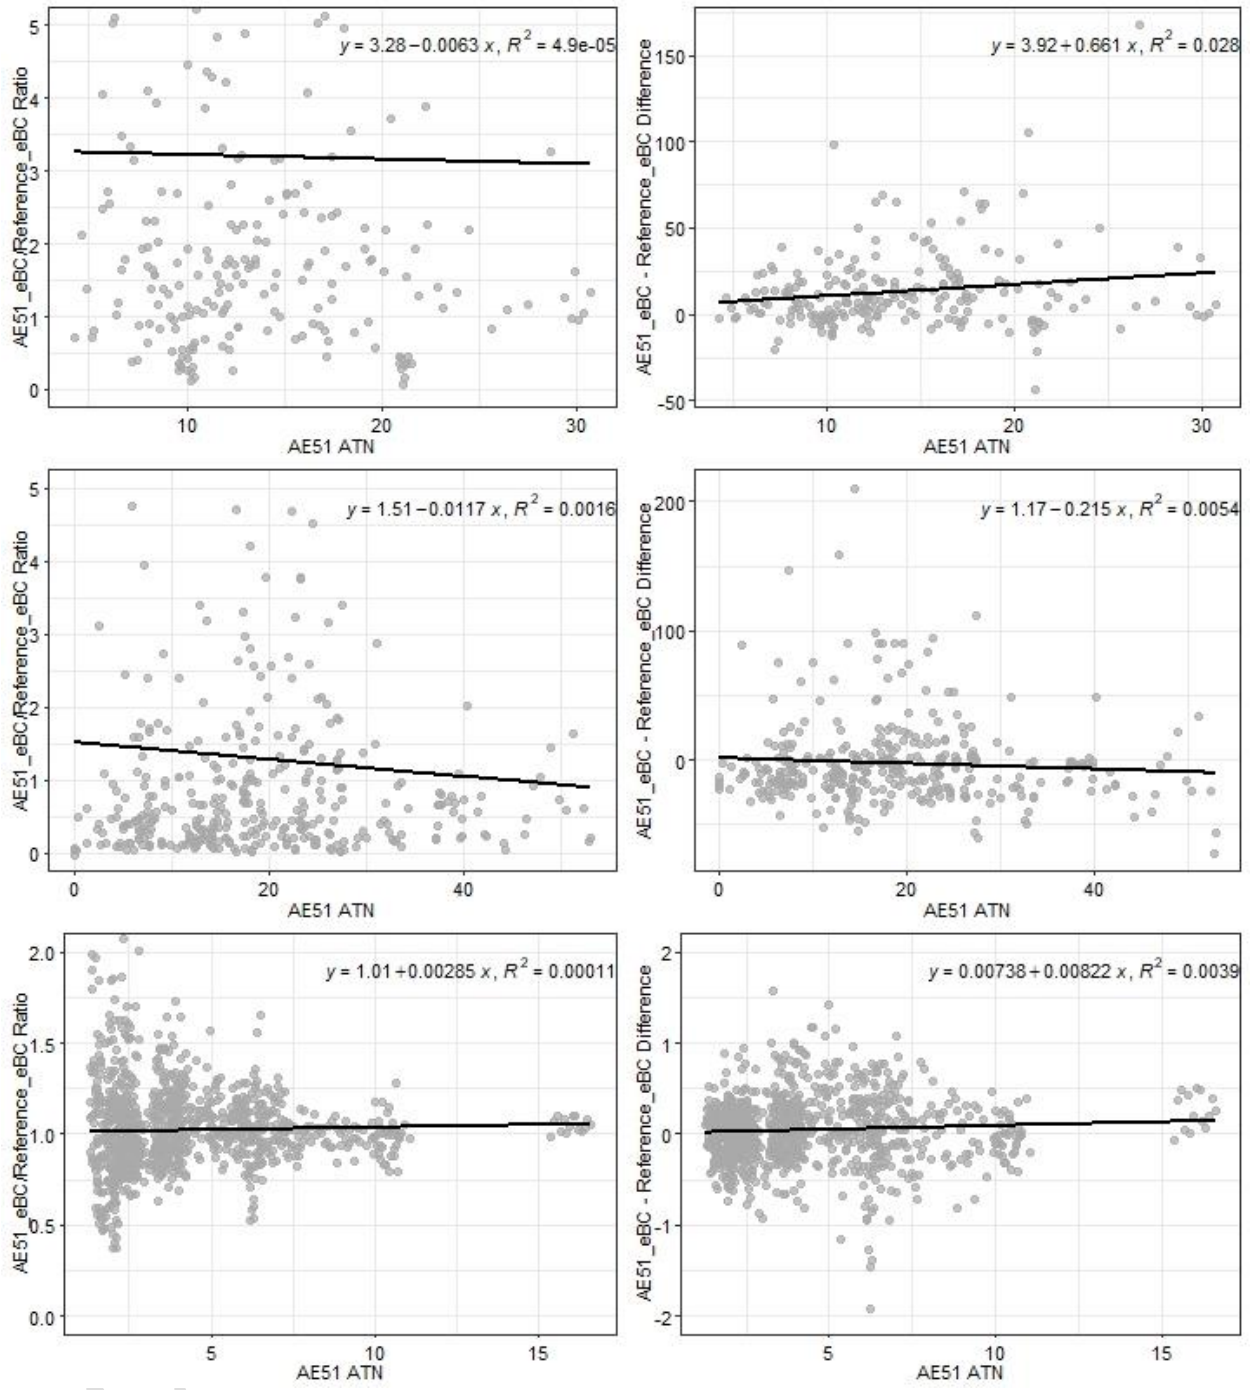 y = 3.28 − 0.0063 x, R² = 4.9e-05
5
4
3
2
1
0
AE51_eBC/Reference_eBC Ratio
10 20 30
AE51 ATN
y = 3.92 + 0.661 x, R² = 0.028
150
100
50
0
-50
AE51_eBC - Reference_eBC Difference
10 20 30
AE51 ATN
y = 1.51 − 0.0117 x, R² = 0.0016
5
4
3
2
1
0
AE51_eBC/Reference_eBC Ratio
0 20 40
AE51 ATN
y = 1.17 − 0.215 x, R² = 0.0054
200
100
0
AE51_eBC - Reference_eBC Difference
0 20 40
AE51 ATN
y = 1.01 + 0.00285 x, R² = 0.00011
2.0
1.5
1.0
0.5
0.0
AE51_eBC/Reference_eBC Ratio
5 10 15
AE51 ATN
y = 0.00738 + 0.00822 x, R² = 0.0039
2
1
0
-1
-2
AE51_eBC - Reference_eBC Difference
5 10 15
AE51 ATN